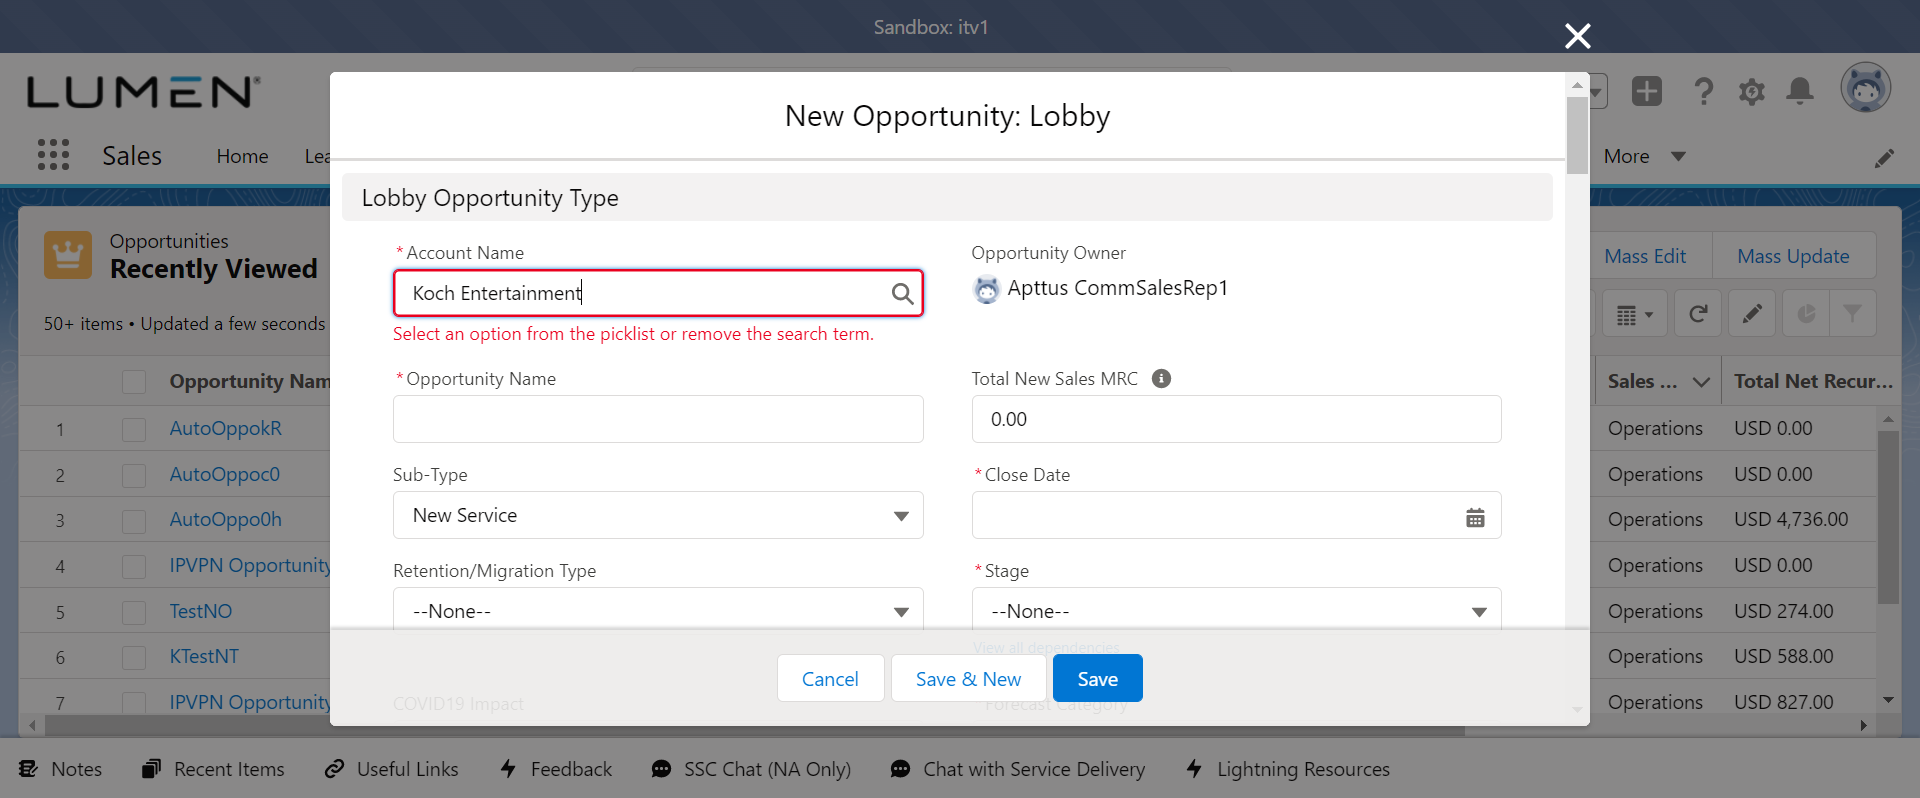 Sandbox: itv1
LUMEN
Sales
Home
Lea
More
New Opportunity: Lobby
Lobby Opportunity Type
Opportunities
Recently Viewed
50+ items • Updated a few seconds
Mass Edit
Mass Update
*Account Name
Koch Entertainment
Select an option from the picklist or remove the search term.
Opportunity Owner
Apttus CommSalesRep1
*Opportunity Name
Total New Sales MRC
0.00
Sub-Type
New Service
*Close Date
Retention/Migration Type
--None--
*Stage
--None--
View all dependencies
COVID19 Impact
Forecast Category
Cancel
Save & New
Save
Opportunity Nam
Sales ...
Total Net Recur...
1 AutoOppokR Operations USD 0.00
2 AutoOppoc0 Operations USD 0.00
3 AutoOppo0h Operations USD 4,736.00
4 IPVPN Opportunity Operations USD 0.00
5 TestNO Operations USD 274.00
6 KTestNT Operations USD 588.00
7 IPVPN Opportunity Operations USD 827.00
Notes
Recent Items
Useful Links
Feedback
SSC Chat (NA Only)
Chat with Service Delivery
Lightning Resources